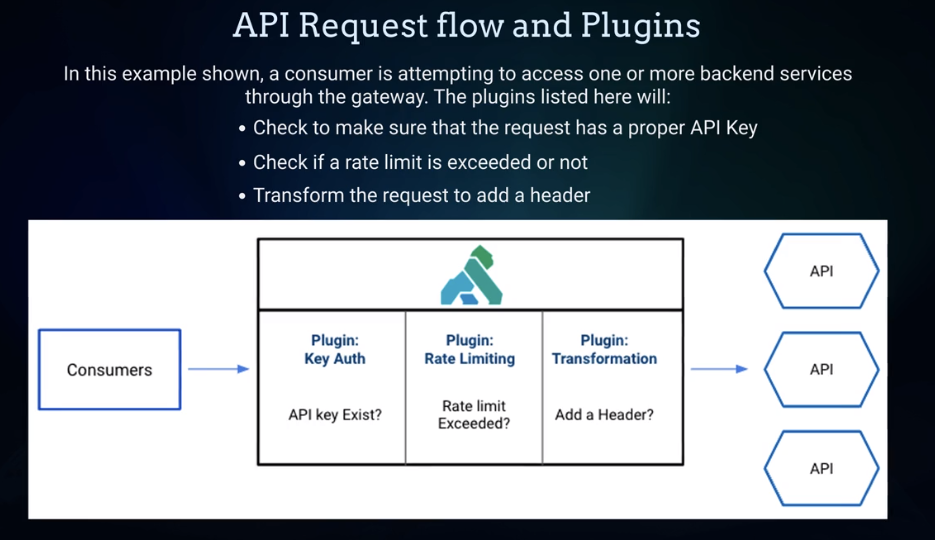 API Request flow and Plugins
In this example shown, a consumer is attempting to access one or more backend services
through the gateway. The plugins listed here will:
• Check to make sure that the request has a proper API Key
• Check if a rate limit is exceeded or not
• Transform the request to add a header
Consumers
Plugin:
Key Auth
API key Exist?
Plugin:
Rate Limiting
Rate limit
Exceeded?
Plugin:
Transformation
Add a Header?
API
API
API